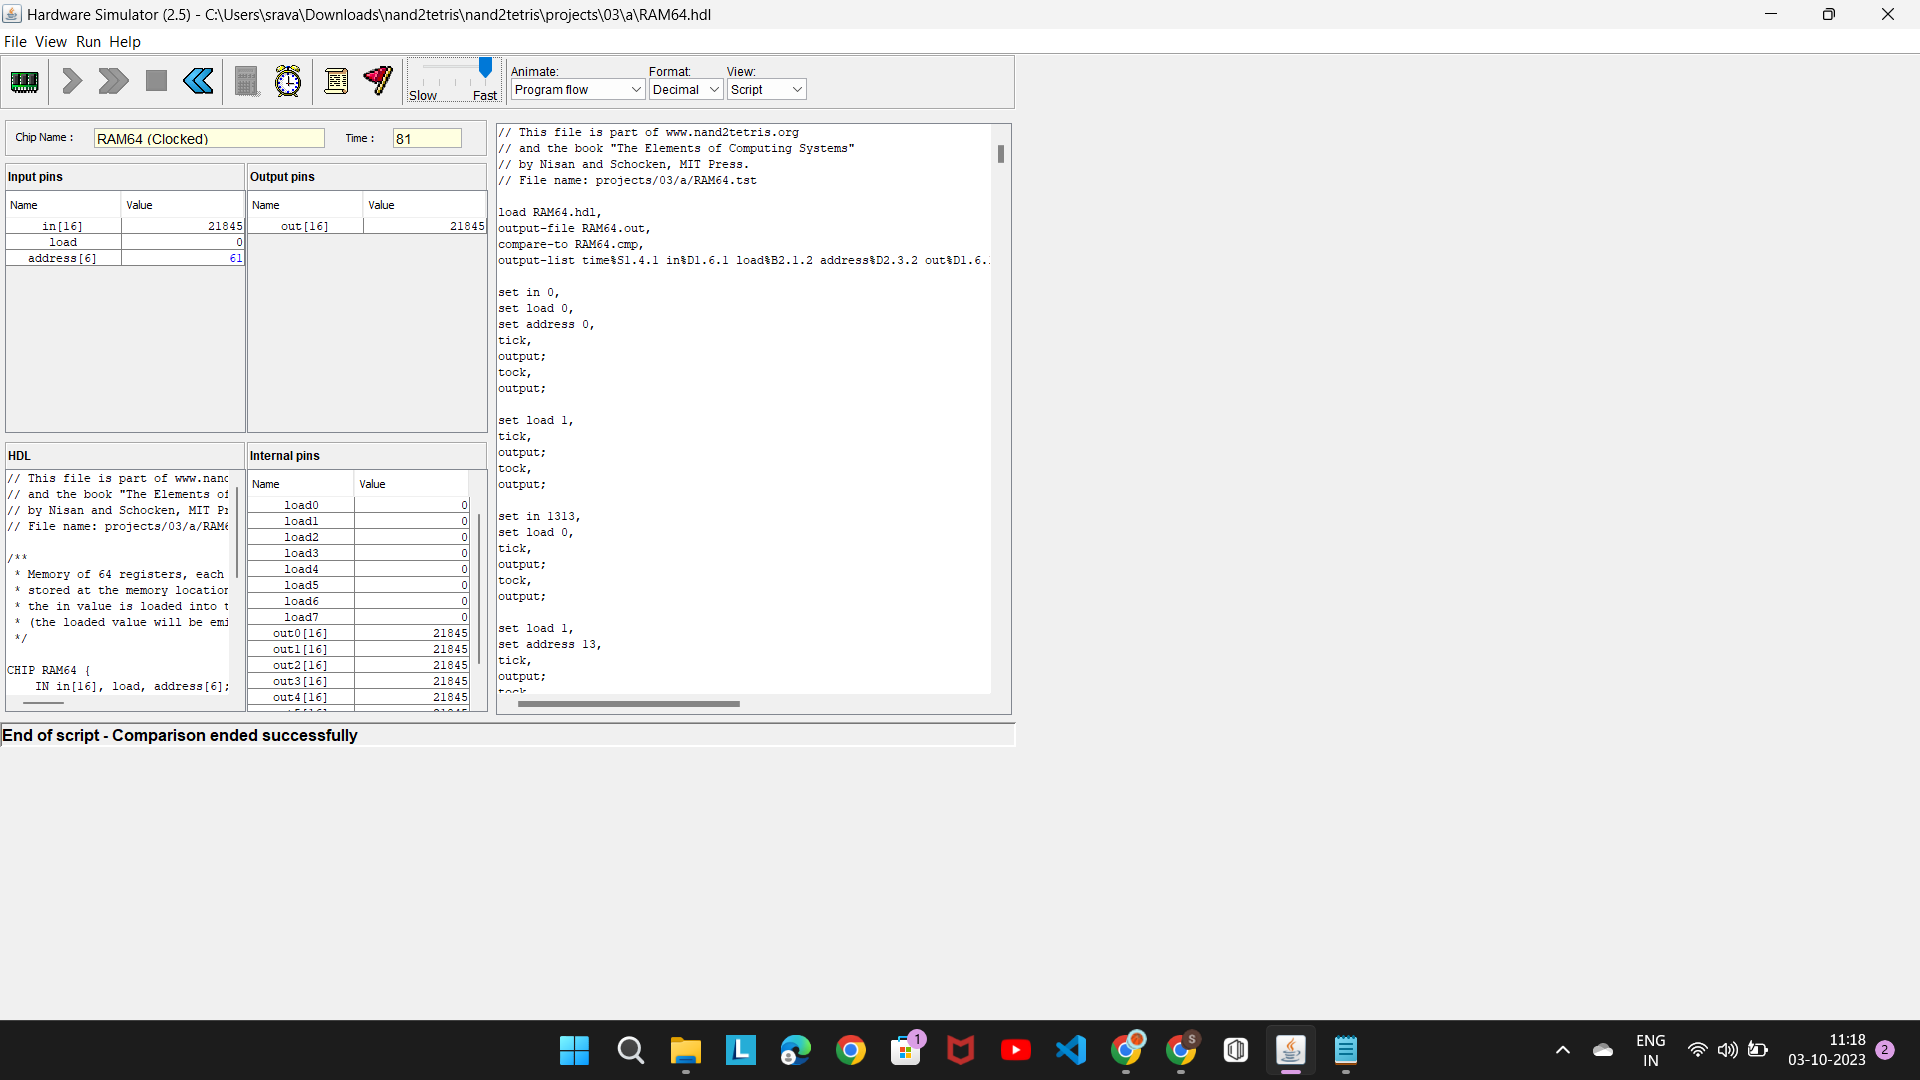 Hardware Simulator (2.5) - C:\Users\srava\Downloads\nand2tetris\nand2tetris\projects\03\a\RAM64.hdl
File View Run Help
Animate: Format: View:
Program flow Decimal Script
Slow Fast
Chip Name : RAM64 (Clocked) Time : 81
Input pins
Name Value
in[16] 21845
load 0
address[6] 61
Output pins
Name Value
out[16] 21845
HDL
// This file is part of www.nand
// and the book "The Elements of
// by Nisan and Schocken, MIT Pr
// File name: projects/03/a/RAM6
/**
* Memory of 64 registers, each
* stored at the memory location
* the in value is loaded into t
* (the loaded value will be emi
*/
CHIP RAM64 {
IN in[16], load, address[6];
Internal pins
Name Value
load0 0
load1 0
load2 0
load3 0
load4 0
load5 0
load6 0
load7 0
out0[16] 21845
out1[16] 21845
out2[16] 21845
out3[16] 21845
out4[16] 21845
// This file is part of www.nand2tetris.org
// and the book "The Elements of Computing Systems"
// by Nisan and Schocken, MIT Press.
// File name: projects/03/a/RAM64.tst
load RAM64.hdl,
output-file RAM64.out,
compare-to RAM64.cmp,
output-list time%S1.4.1 in%D1.6.1 load%B2.1.2 address%D2.3.2 out%D1.6.
set in 0,
set load 0,
set address 0,
tick,
output;
tock,
output;
set load 1,
tick,
output;
tock,
output;
set in 1313,
set load 0,
tick,
output;
tock,
output;
set load 1,
set address 13,
tick,
output;
tock
End of script - Comparison ended successfully
L
1
S
ENG
IN
11:18
03-10-2023
2